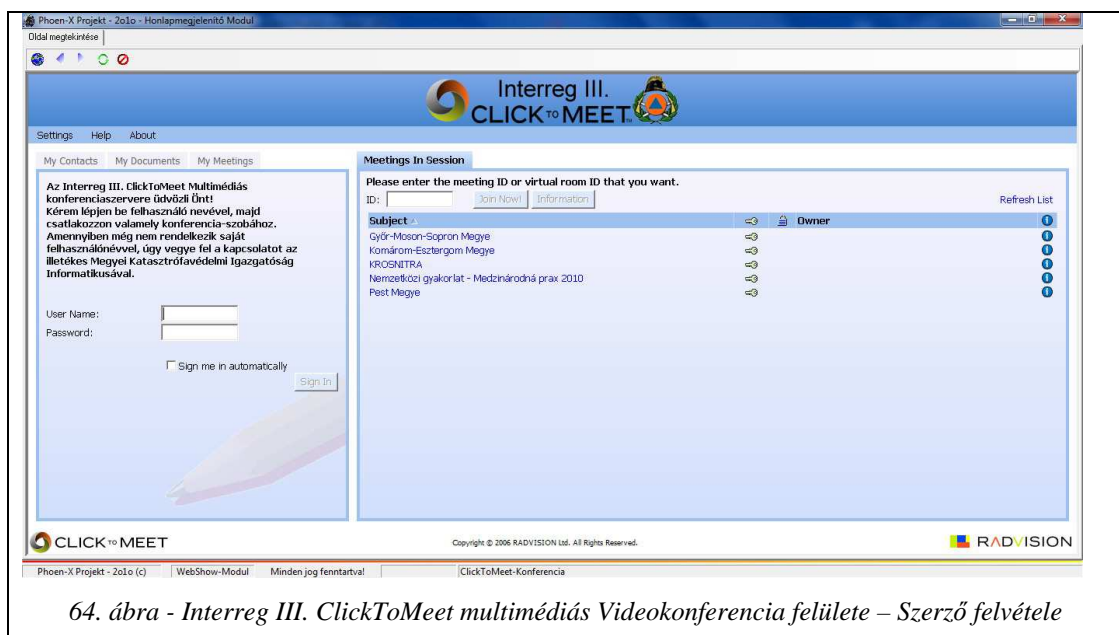 Phoen-X Projekt - 2o1o - Honlapmegjelenítő Modul
Oldal megtekintése
Interreg III.
CLICK TO MEET
Settings Help About
My Contacts My Documents My Meetings
Az Interreg III. ClickToMeet Multimédiás
konferenciaszervere üdvözli Önt!
Kérem lépjen be felhasználó nevével, majd
csatlakozzon valamely konferencia-szobához.
Amennyiben még nem rendelkezik saját
felhasználónévvel, úgy vegye fel a kapcsolatot az
illetékes Megyei Katasztrófavédelmi Igazgatóság
Informatikusával.
User Name:
Password:
Sign me in automatically
Sign In
Meetings In Session
Please enter the meeting ID or virtual room ID that you want.
ID: Join Now! Information Refresh List
Subject Owner
Győr-Moson-Sopron Megye
Komárom-Esztergom Megye
KROSNITRA
Nemzetközi gyakorlat - Medzinárodná prax 2010
Pest Megye
CLICK TO MEET Copyright © 2006 RADVISION Ltd. All Rights Reserved. RADVISION
Phoen-X Projekt - 2o1o (c) WebShow-Modul Minden jog fenntartva! ClickToMeet-Konferencia
64. ábra - Interreg III. ClickToMeet multimédiás Videokonferencia felülete – Szerző felvétele